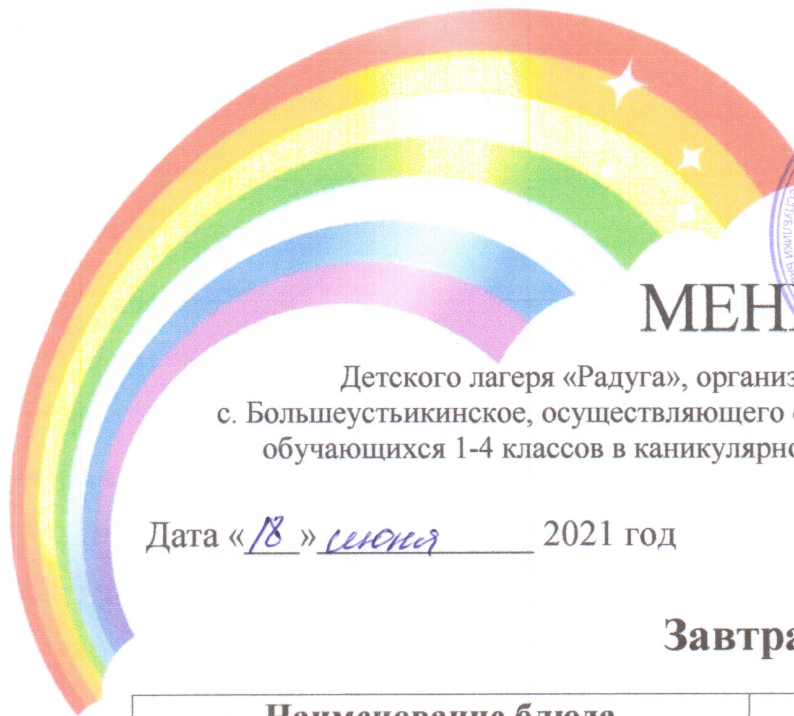 МЕН
Детского лагеря «Радуга», организ
с. Большеустьикинское, осуществляющего
обучающихся 1-4 классов в каникулярно
Дата «18» июня 2021 год
Завтра
Наименование блюда